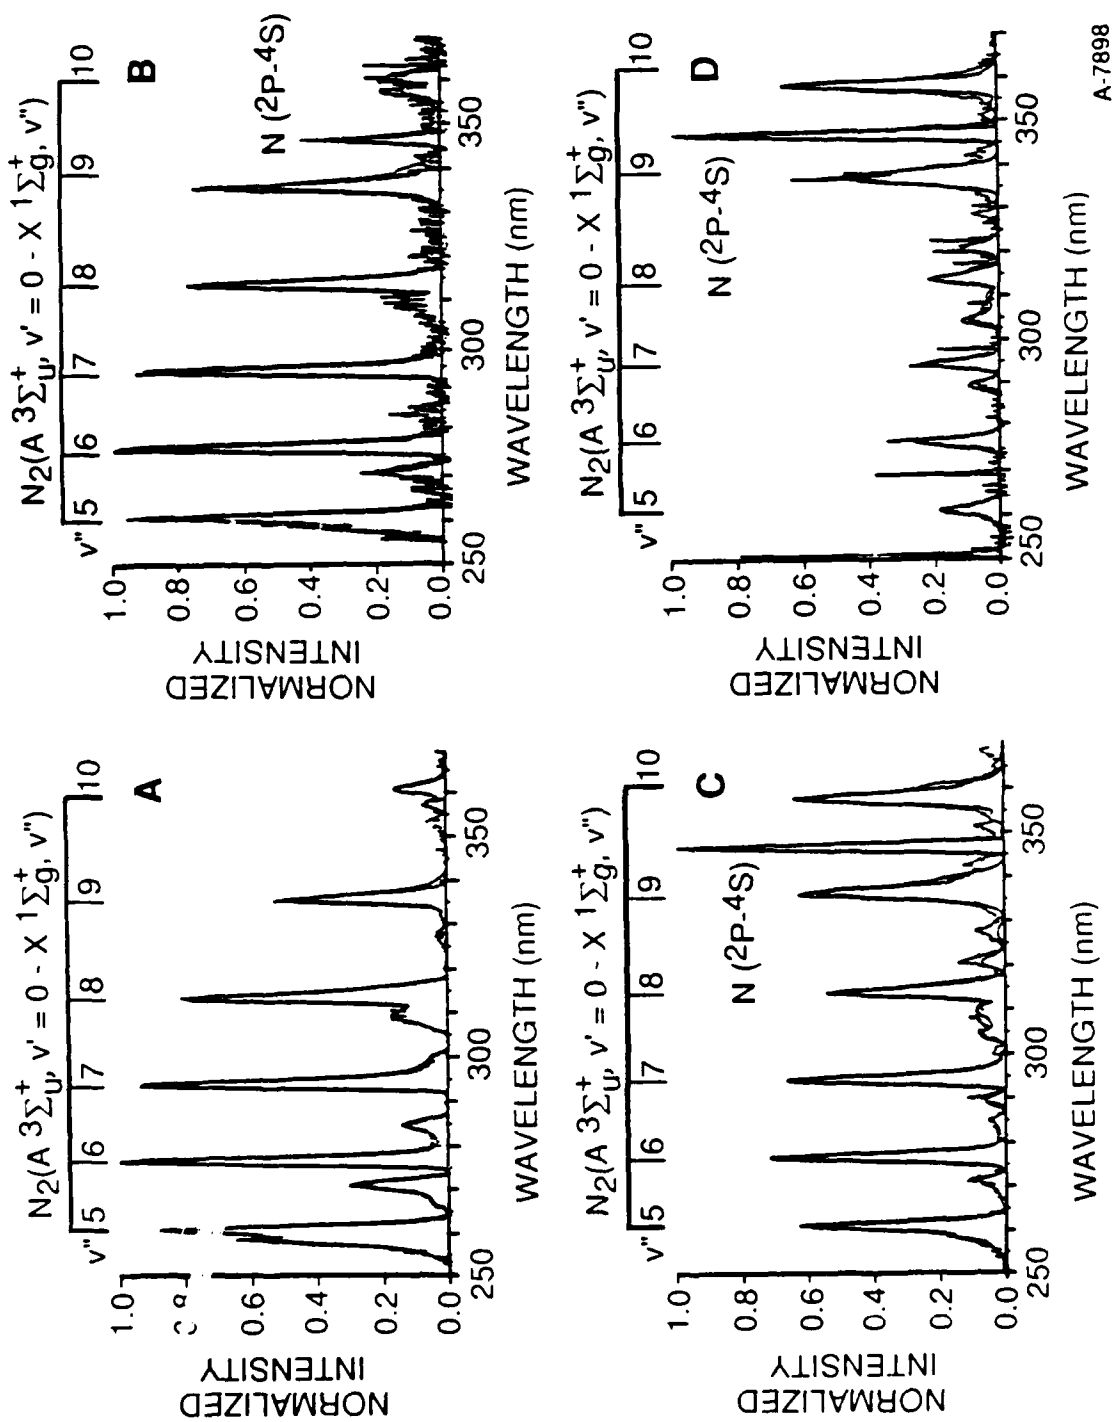 N2(A 3Σu+, v' = 0 - X 1Σg+, v")
v" 5 6 7 8 9 10
A
NORMALIZED
INTENSITY
1.0
0.6
0.4
0.2
0.0
250 300 350
WAVELENGTH (nm)
N2(A 3Σu+, v' = 0 - X 1Σg+, v")
v" 5 6 7 8 9 10
B
N (2P-4S)
NORMALIZED
INTENSITY
1.0
0.8
0.6
0.4
0.2
0.0
250 300 350
WAVELENGTH (nm)
N2(A 3Σu+, v' = 0 - X 1Σg+, v")
v" 5 6 7 8 9 10
C
N (2P-4S)
NORMALIZED
INTENSITY
1.0
0.8
0.6
0.4
0.2
0.0
250 300 350
WAVELENGTH (nm)
N2(A 3Σu+, v' = 0 - X 1Σg+, v")
v" 5 6 7 8 9 10
D
N (2P-4S)
NORMALIZED
INTENSITY
1.0
0.8
0.6
0.4
0.2
0.0
250 300 350
WAVELENGTH (nm)
A-7898